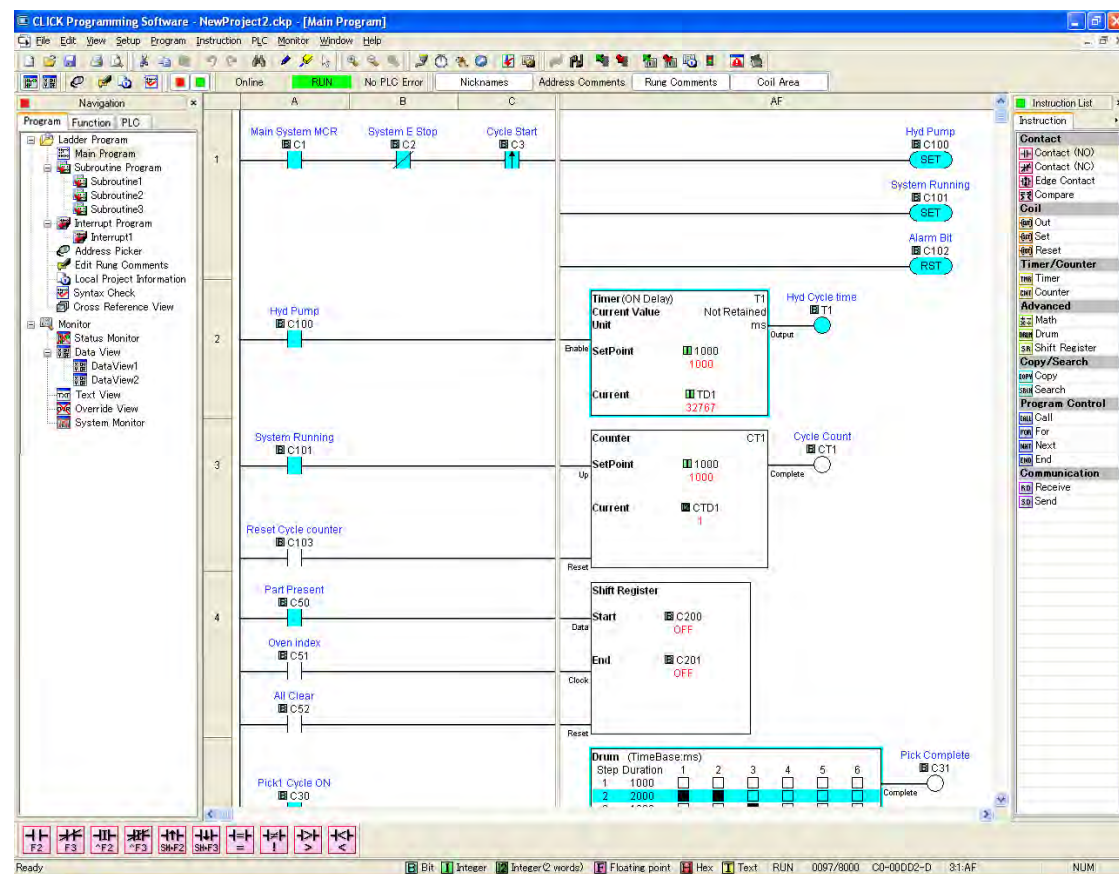 CLICK Programming Software - NewProject2.ckp - [Main Program]
File Edit View Setup Program Instruction PLC Monitor Window Help
Online RUN No PLC Error Nicknames Address Comments Rung Comments Coil Area
Navigation
Program Function PLC
Ladder Program
Main Program
Subroutine Program
Subroutine1
Subroutine2
Subroutine3
Interrupt Program
Interrupt1
Address Picker
Edit Rung Comments
Local Project Information
Syntax Check
Cross Reference View
Monitor
Status Monitor
Data View
DataView1
DataView2
Text View
Override View
System Monitor
A B C AF
1
Main System MCR System E Stop Cycle Start Hyd Pump
C1 C2 C3 C100
SET
System Running
C101
SET
Alarm Bit
C102
RST
2
Hyd Pump
C100
Timer (ON Delay) T1
Current Value Not Retained
Unit ms
Enable SetPoint 1000
1000
Current TD1
32767
Hyd Cycle time
T1
Output
3
System Running
C101
Counter CT1
Up SetPoint 1000
1000
Current CTD1
1
Cycle Count
CT1
Complete
Reset Cycle counter
C103
Reset
4
Part Present
C50
Shift Register
Data Start C200
OFF
Oven index
C51
End C201
OFF
Clock
All Clear
C52
Reset
Pick1 Cycle ON
C30
Drum (TimeBase:ms)
Step Duration 1 2 3 4 5 6
1 1000
2 2000
Pick Complete
C31
Complete
Instruction List
Instruction
Contact
Contact (NO)
Contact (NC)
Edge Contact
Compare
Coil
Out
Set
Reset
Timer/Counter
Timer
Counter
Advanced
Math
Drum
Shift Register
Copy/Search
Copy
Search
Program Control
Call
For
Next
End
Communication
Receive
Send
F2 F3 ^F2 ^F3 SH-F2 SH-F3 = ! > <
Ready B Bit I Integer Integer(2 words) F Floating point H Hex T Text RUN 0097/8000 C0-00DD2-D 3:1:AF NUM